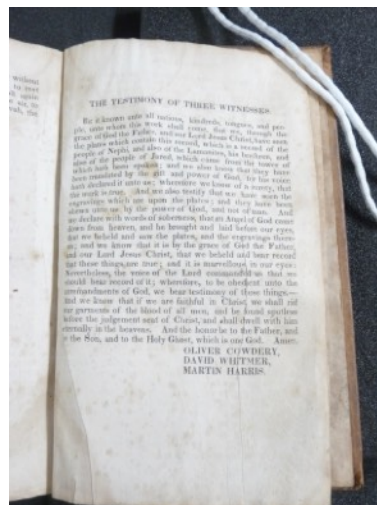 without
THE TESTIMONY OF THREE WITNESSES.
Be it known unto all nations, kindreds, tongues, and peo-
ple, unto whom this work shall come, that we, through the
grace of God the Father, and our Lord Jesus Christ, have seen
the plates which contain this record, which is a record of the
people of Nephi, and also of the Lamanites, his brethren, and
also of the people of Jared, which came from the tower of
which hath been spoken; and we also know that they have
been translated by the gift and power of God, for his voice
hath declared it unto us; wherefore we know of a surety, that
the work is true. And we also testify that we have seen the
engravings which are upon the plates; and they have been
shewn unto us by the power of God, and not of man. And
we declare with words of soberness, that an Angel of God came
down from heaven, and he brought and laid before our eyes,
that we beheld and saw the plates, and the engravings there-
on; and we know that it is by the grace of God the Father,
and our Lord Jesus Christ, that we beheld and bear record
that these things are true; and it is marvellous in our eyes:
Nevertheless, the voice of the Lord commanded us that we
should bear record of it; wherefore, to be obedient unto the
commandments of God, we bear testimony of these things.—
And we know that if we are faithful in Christ, we shall rid
our garments of the blood of all men, and be found spotless
before the judgement seat of Christ, and shall dwell with him
eternally in the heavens. And the honor be to the Father, and
the Son, and to the Holy Ghost, which is one God. Amen.
OLIVER COWDERY,
DAVID WHITMER,
MARTIN HARRIS.